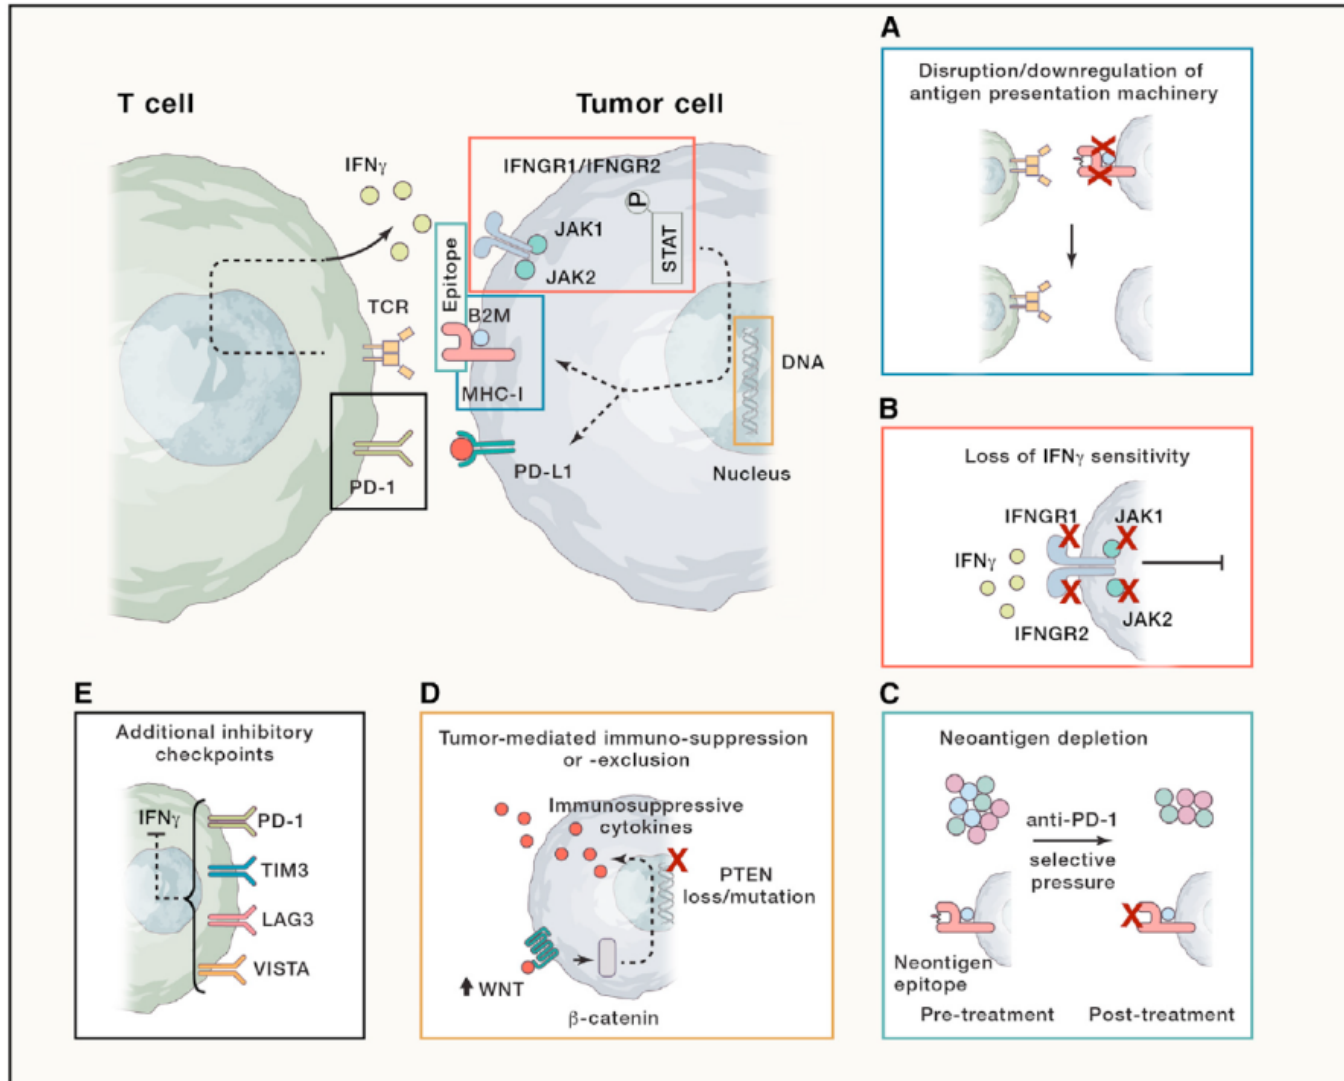 T cell
Tumor cell
IFNγ
IFNGR1/IFNGR2
P
STAT
JAK1
JAK2
Epitope
TCR
B2M
MHC-I
DNA
PD-1
PD-L1
Nucleus
A
Disruption/downregulation of
antigen presentation machinery
X
X
B
Loss of IFNγ sensitivity
IFNGR1
JAK1
X
X
IFNγ
X
X
IFNGR2
JAK2
E
Additional inhibitory
checkpoints
IFNγ
PD-1
TIM3
LAG3
VISTA
D
Tumor-mediated immuno-suppression
or -exclusion
Immunosuppressive
cytokines
X
PTEN
loss/mutation
WNT
β-catenin
C
Neoantigen depletion
anti-PD-1
selective
pressure
X
Neontigen
epitope
Pre-treatment
Post-treatment